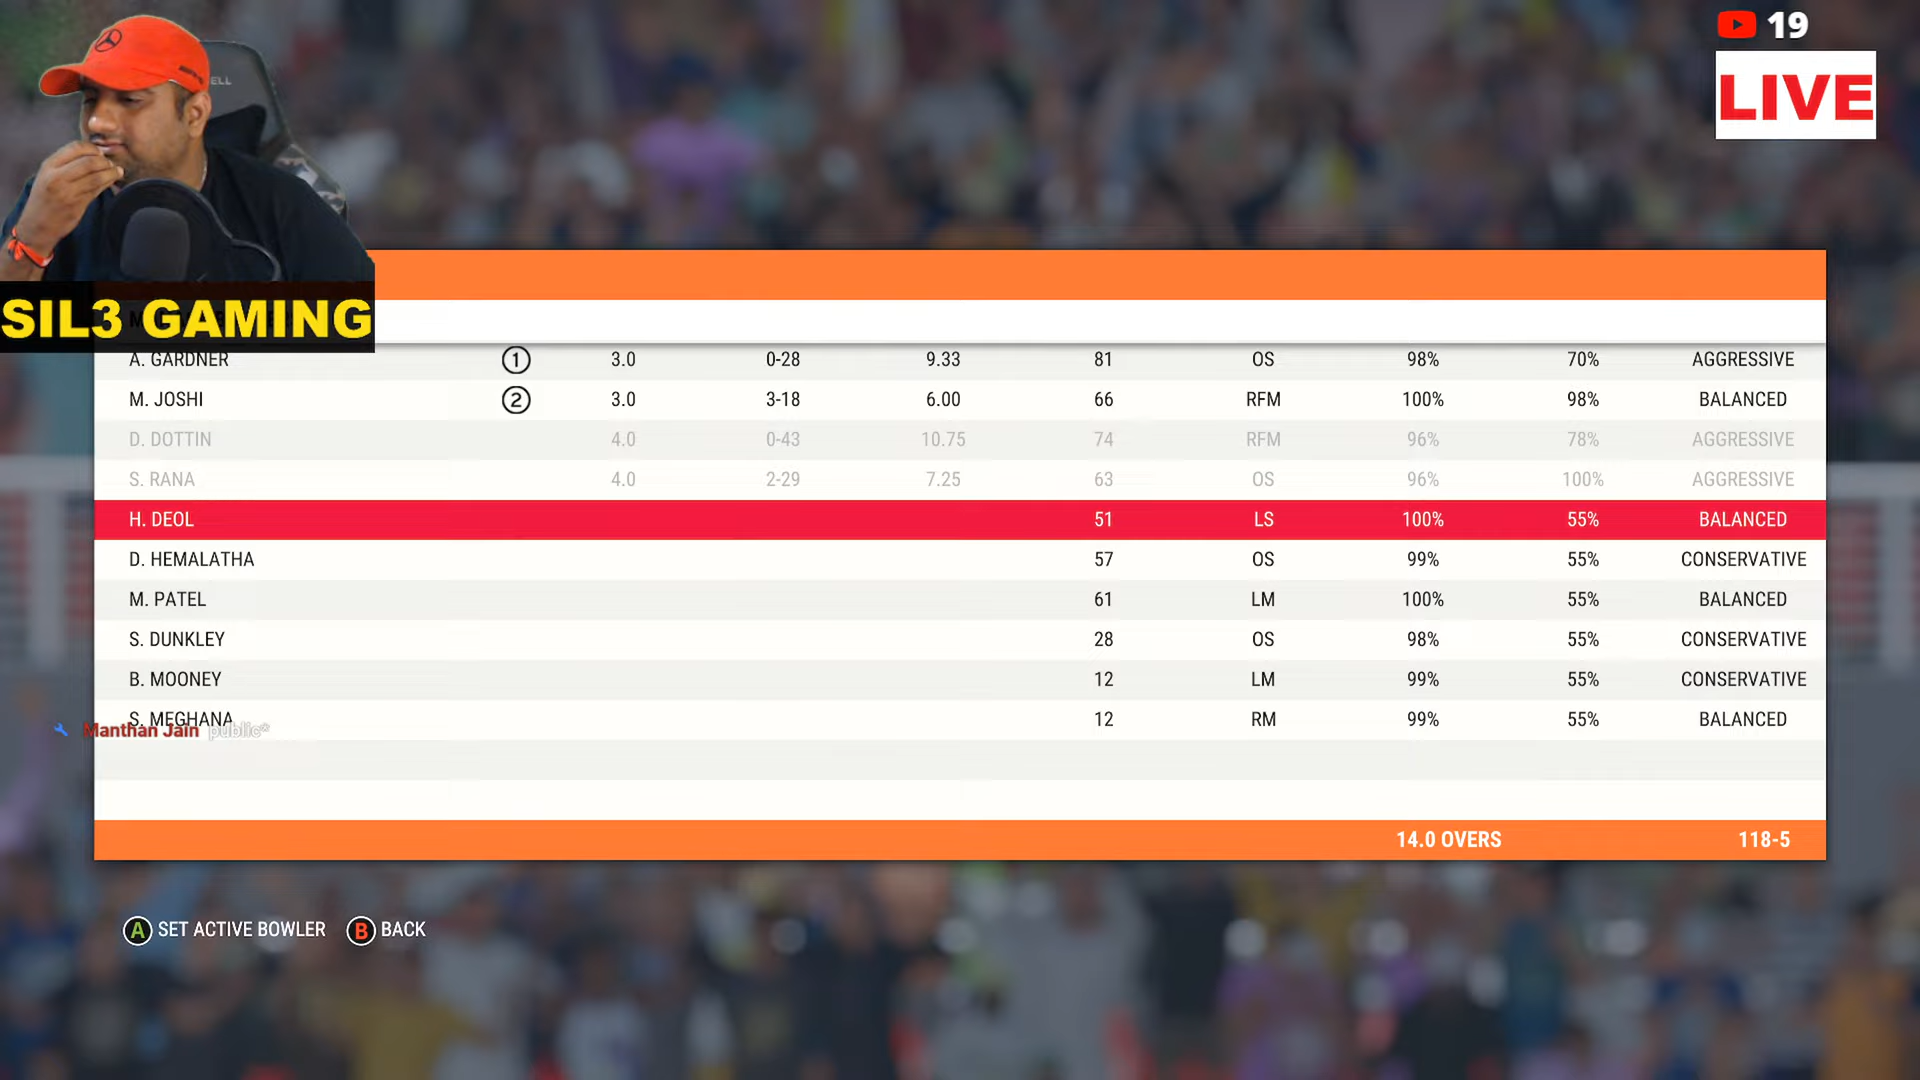 19
LIVE
ELL
SIL3 GAMING
A. GARDNER 1 3.0 0-28 9.33 81 OS 98% 70% AGGRESSIVE
M. JOSHI 2 3.0 3-18 6.00 66 RFM 100% 98% BALANCED
D. DOTTIN 4.0 0-43 10.75 74 RFM 96% 78% AGGRESSIVE
S. RANA 4.0 2-29 7.25 63 OS 96% 100% AGGRESSIVE
H. DEOL 51 LS 100% 55% BALANCED
D. HEMALATHA 57 OS 99% 55% CONSERVATIVE
M. PATEL 61 LM 100% 55% BALANCED
S. DUNKLEY 28 OS 98% 55% CONSERVATIVE
B. MOONEY 12 LM 99% 55% CONSERVATIVE
S. MEGHANA 12 RM 99% 55% BALANCED
Manthan Jain public*
14.0 OVERS 118-5
A SET ACTIVE BOWLER B BACK